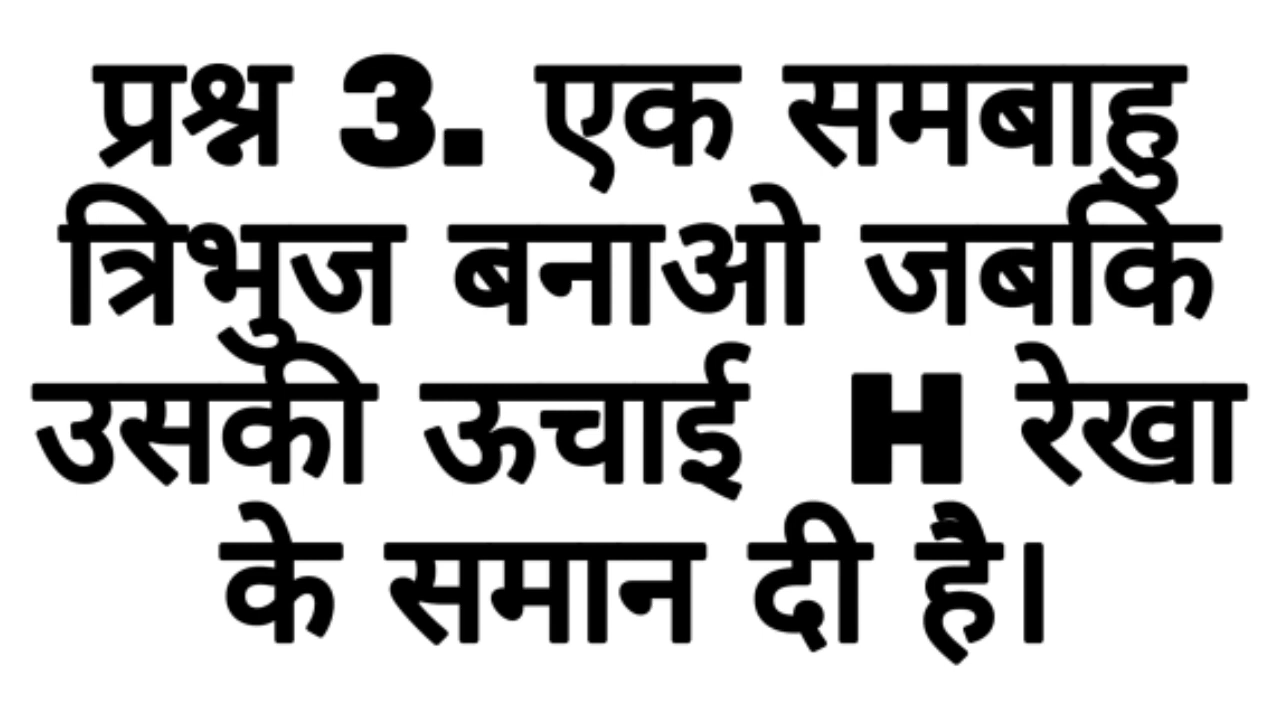 प्रश्न 3. एक समबाहु
त्रिभुज बनाओ जबकि
उसकी ऊचाई H रेखा
के समान दी है।